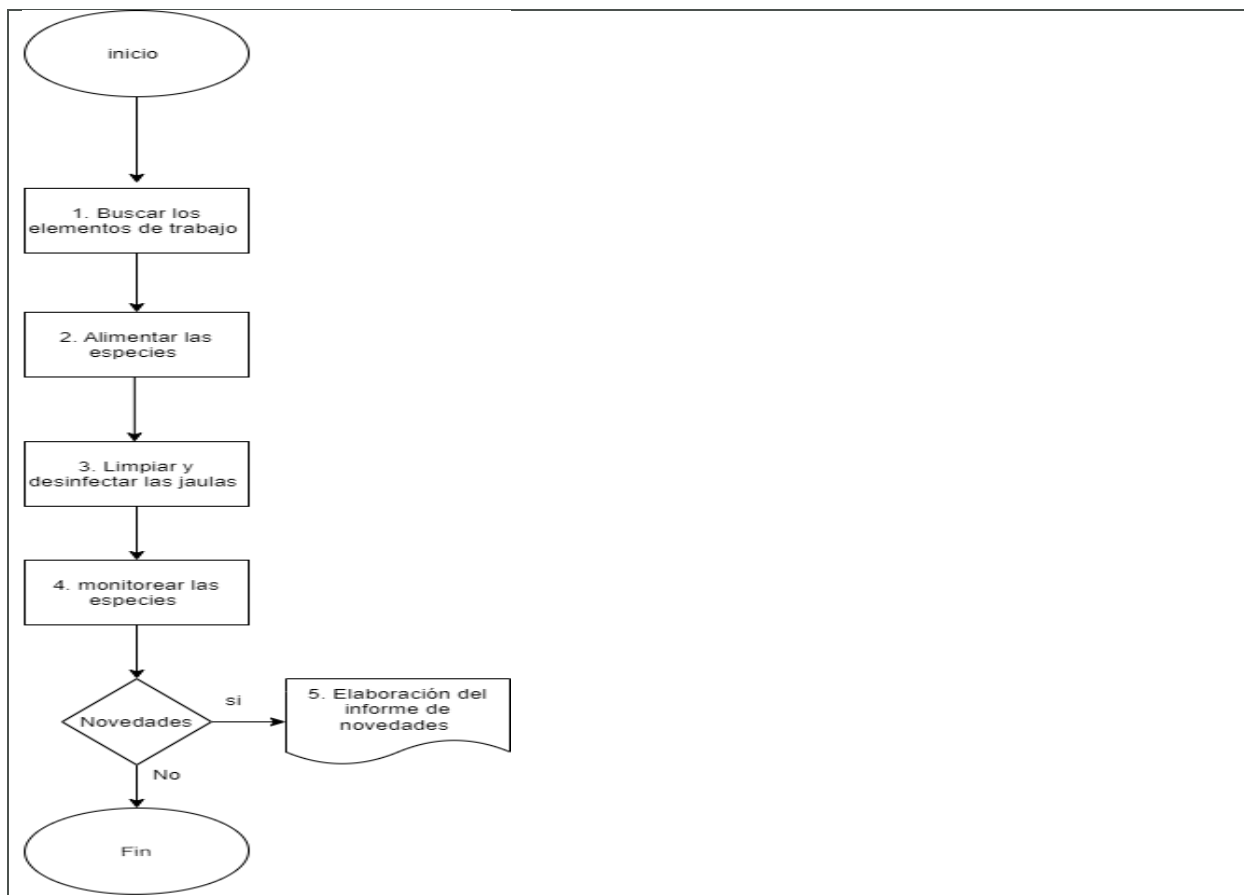 inicio
1. Buscar los
elementos de trabajo
2. Alimentar las
especies
3. Limpiar y
desinfectar las jaulas
4. monitorear las
especies
Novedades
si
5. Elaboración del
informe de
novedades
No
Fin